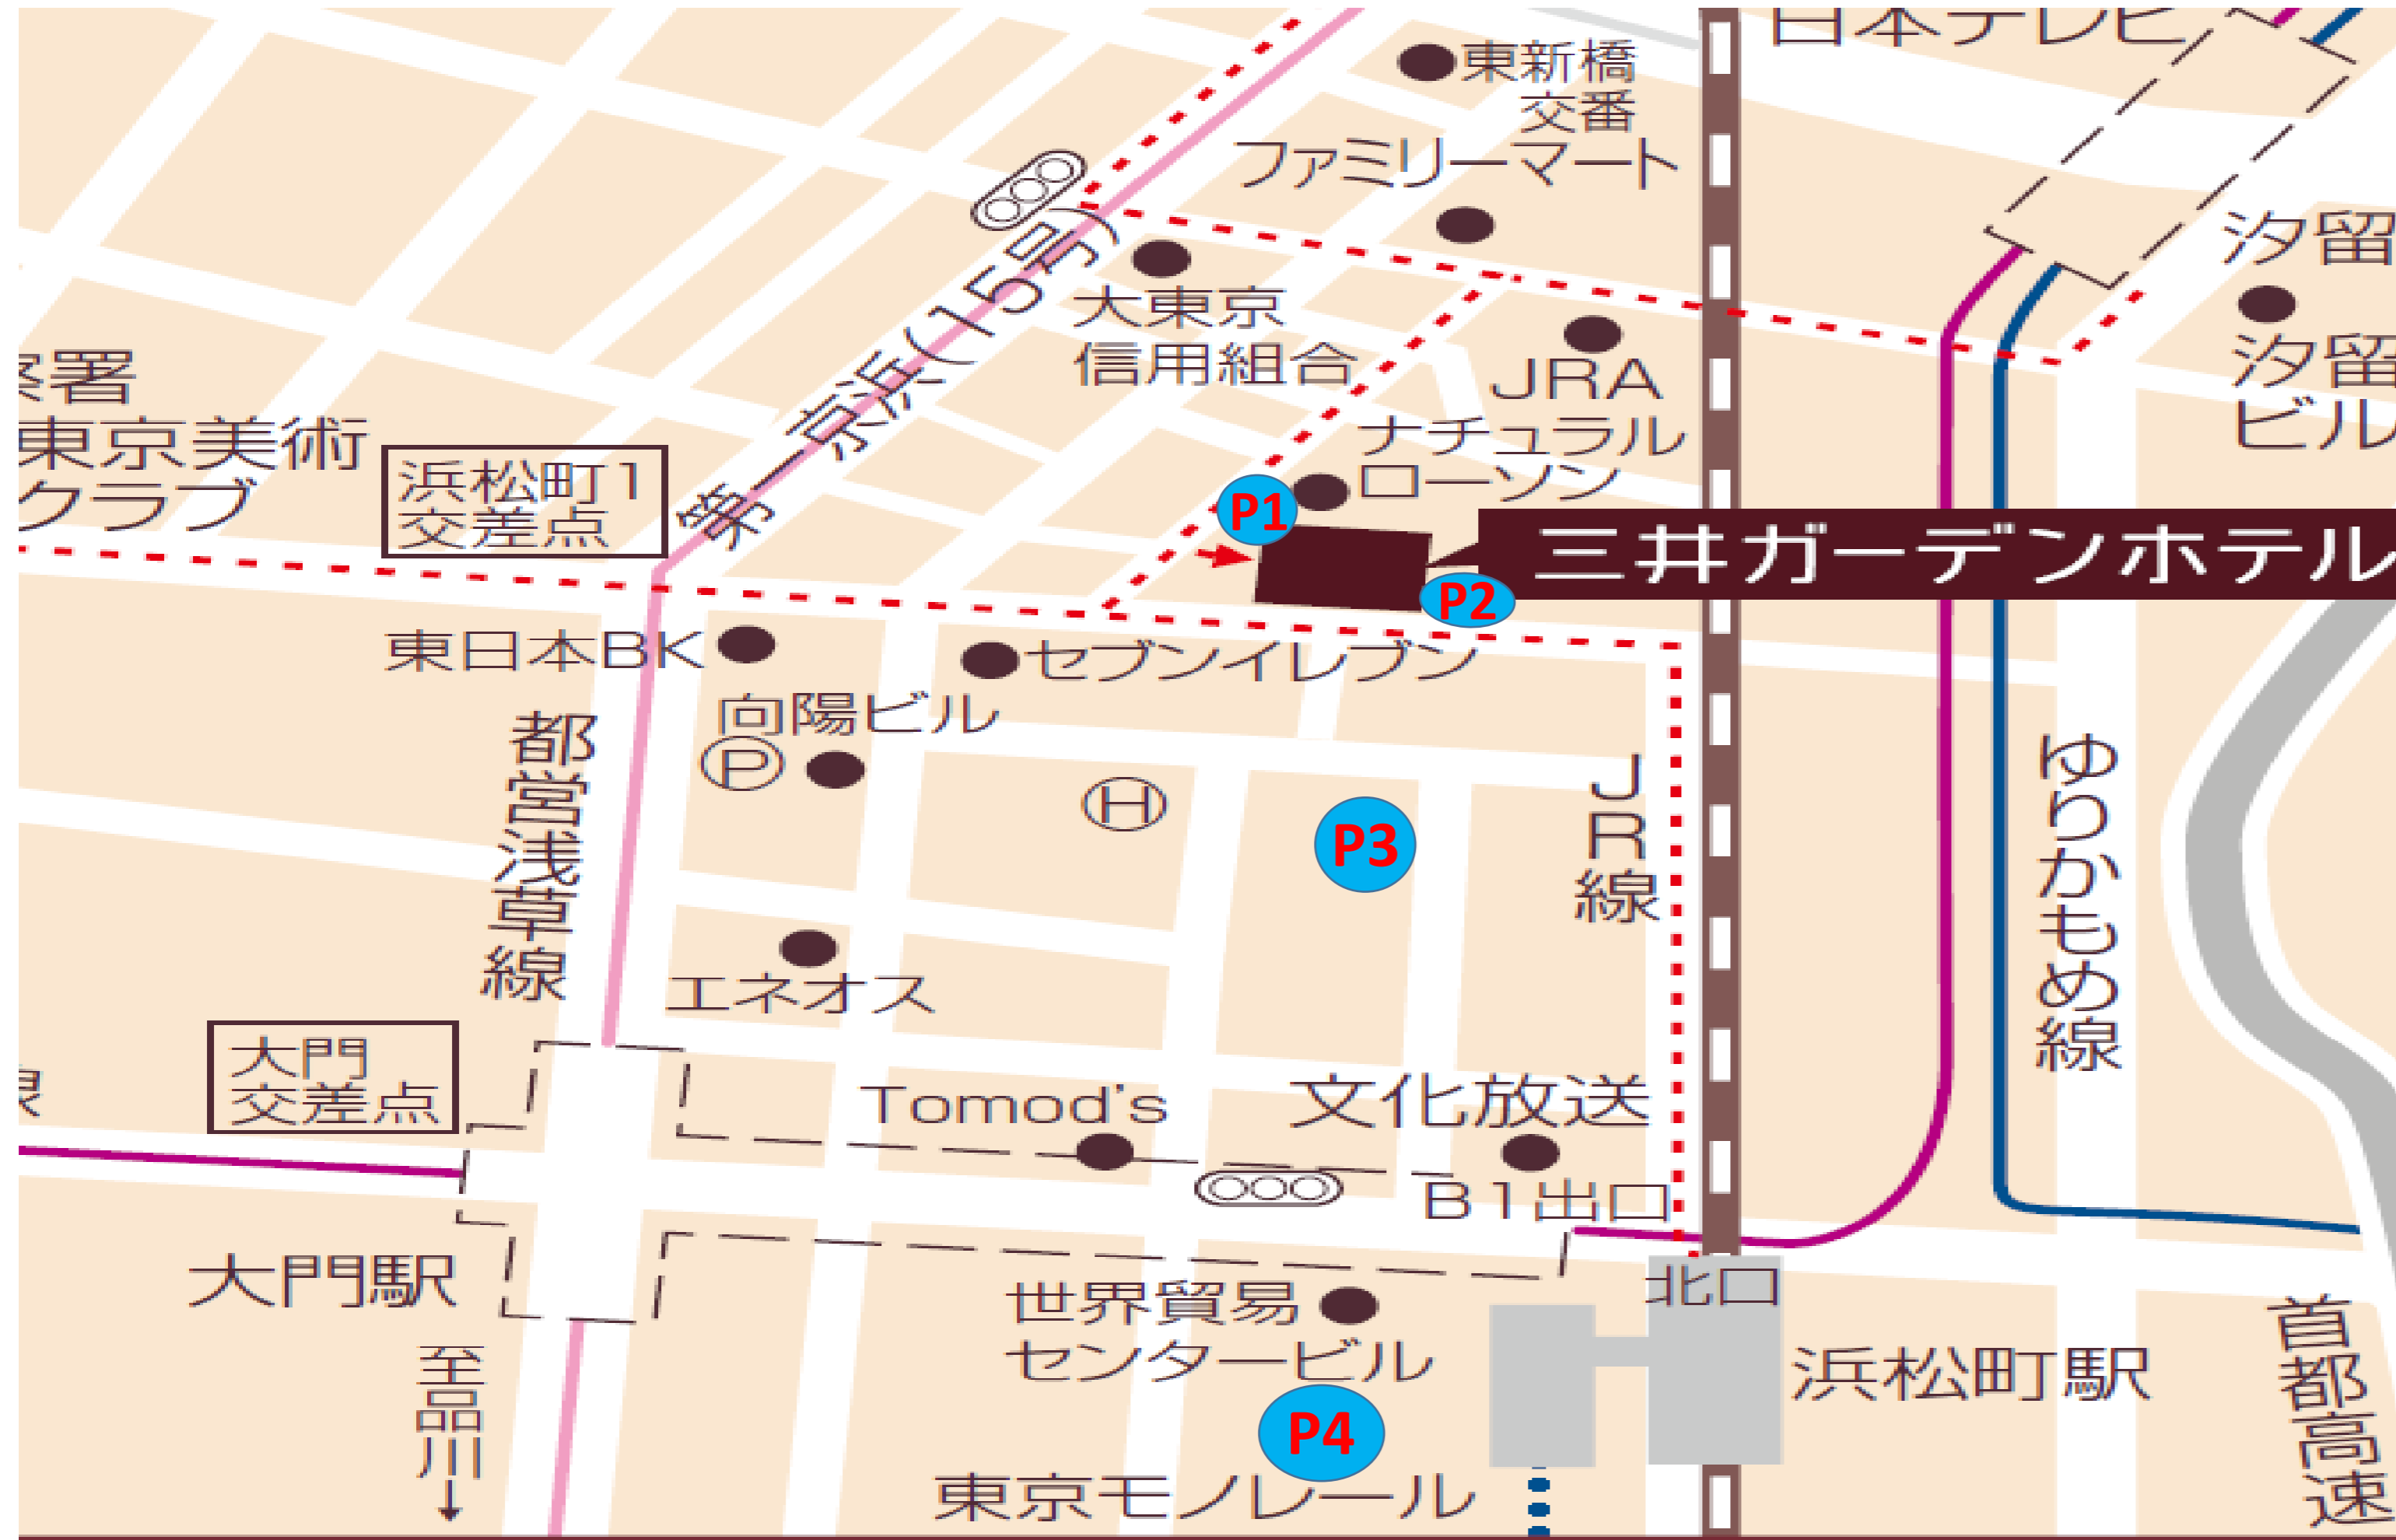 日本テレビ
東新橋
交番
ファミリーマート
汐留
大東京
信用組合
第一京浜(15号)
JRA
汐留
ビル
署
東京美術
クラブ
浜松町1
交差点
ナチュラル
ローソン
P1
三井ガーデンホテル
P2
東日本BK
セブンイレブン
向陽ビル
P
H
P3
都営浅草線
JR線
ゆりかもめ線
エネオス
大門
交差点
Tomod's
文化放送
B1出口
大門駅
世界貿易
センタービル
北口
浜松町駅
至品川↓
P4
東京モノレール
首都高速